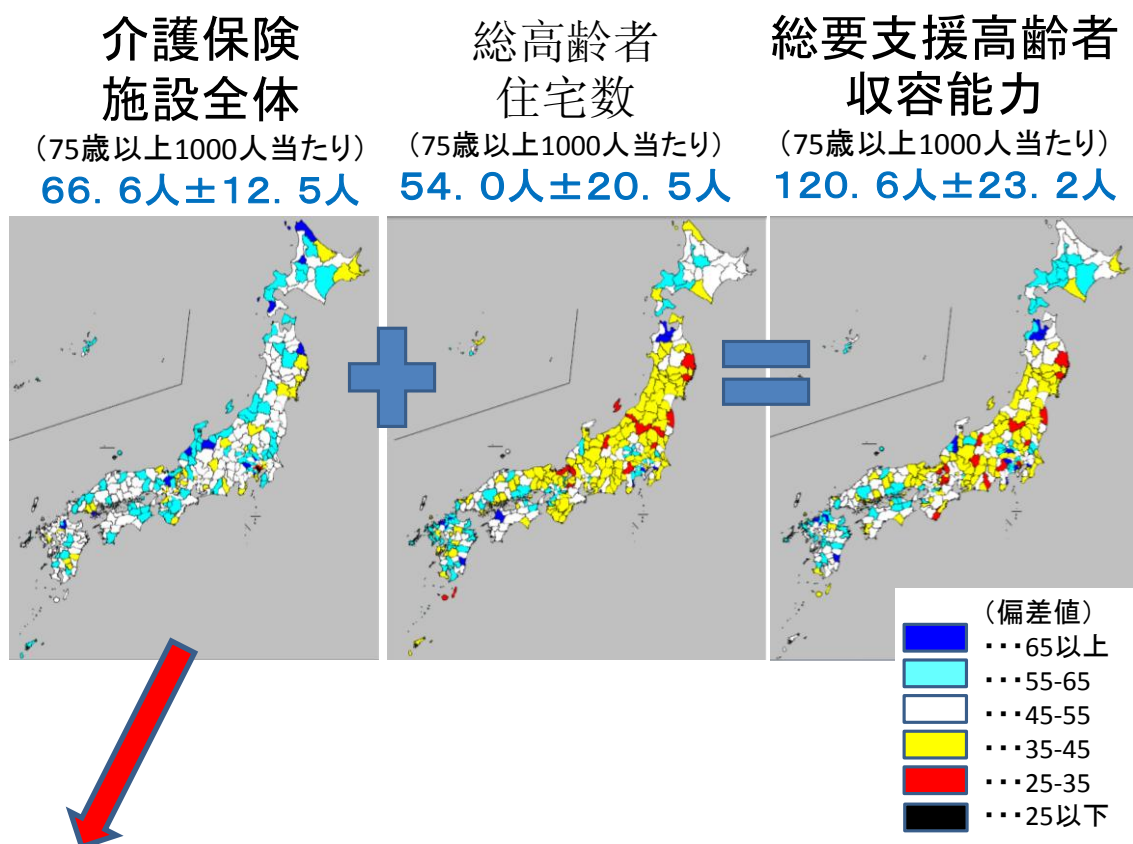 介護保険
施設全体
(75歳以上1000人当たり)
66.6人±12.5人
総高齢者
住宅数
(75歳以上1000人当たり)
54.0人±20.5人
総要支援高齢者
収容能力
(75歳以上1000人当たり)
120.6人±23.2人
(偏差値)
・・・65以上
・・・55-65
・・・45-55
・・・35-45
・・・25-35
・・・25以下